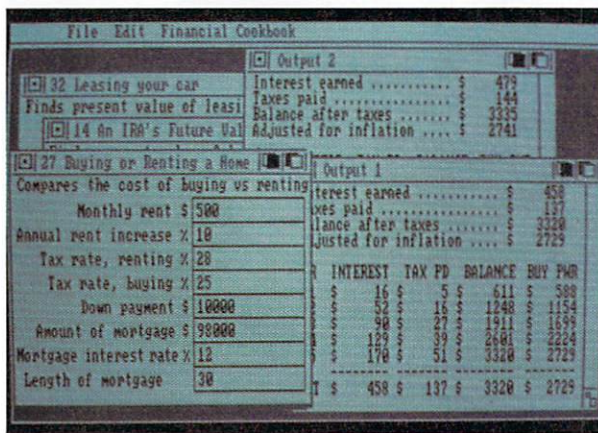 File Edit Financial Cookbook
Output 2
Interest earned ............ $ 479
Taxes paid ................. $ 144
Balance after taxes ........ $ 3335
Adjusted for inflation .... $ 2741
32 Leasing your car
Finds present value of leasi
14 An IRA's Future Val
27 Buying or Renting a Home
Compares the cost of buying vs renting
Monthly rent $ 500
Annual rent increase % 10
Tax rate, renting % 28
Tax rate, buying % 25
Down payment $ 10000
Amount of mortgage $ 98000
Mortgage interest rate % 12
Length of mortgage 30
Output 1
terest earned ............ $ 458
xes paid ................. $ 137
lance after taxes ........ $ 3320
justed for inflation .... $ 2729
R INTEREST TAX PD BALANCE BUY PWR
$ 16 $ 5 $ 611 $ 588
$ 52 $ 16 $ 1248 $ 1154
$ 90 $ 27 $ 1911 $ 1699
$ 129 $ 39 $ 2601 $ 2224
$ 170 $ 51 $ 3320 $ 2729
T $ 458 $ 137 $ 3320 $ 2729